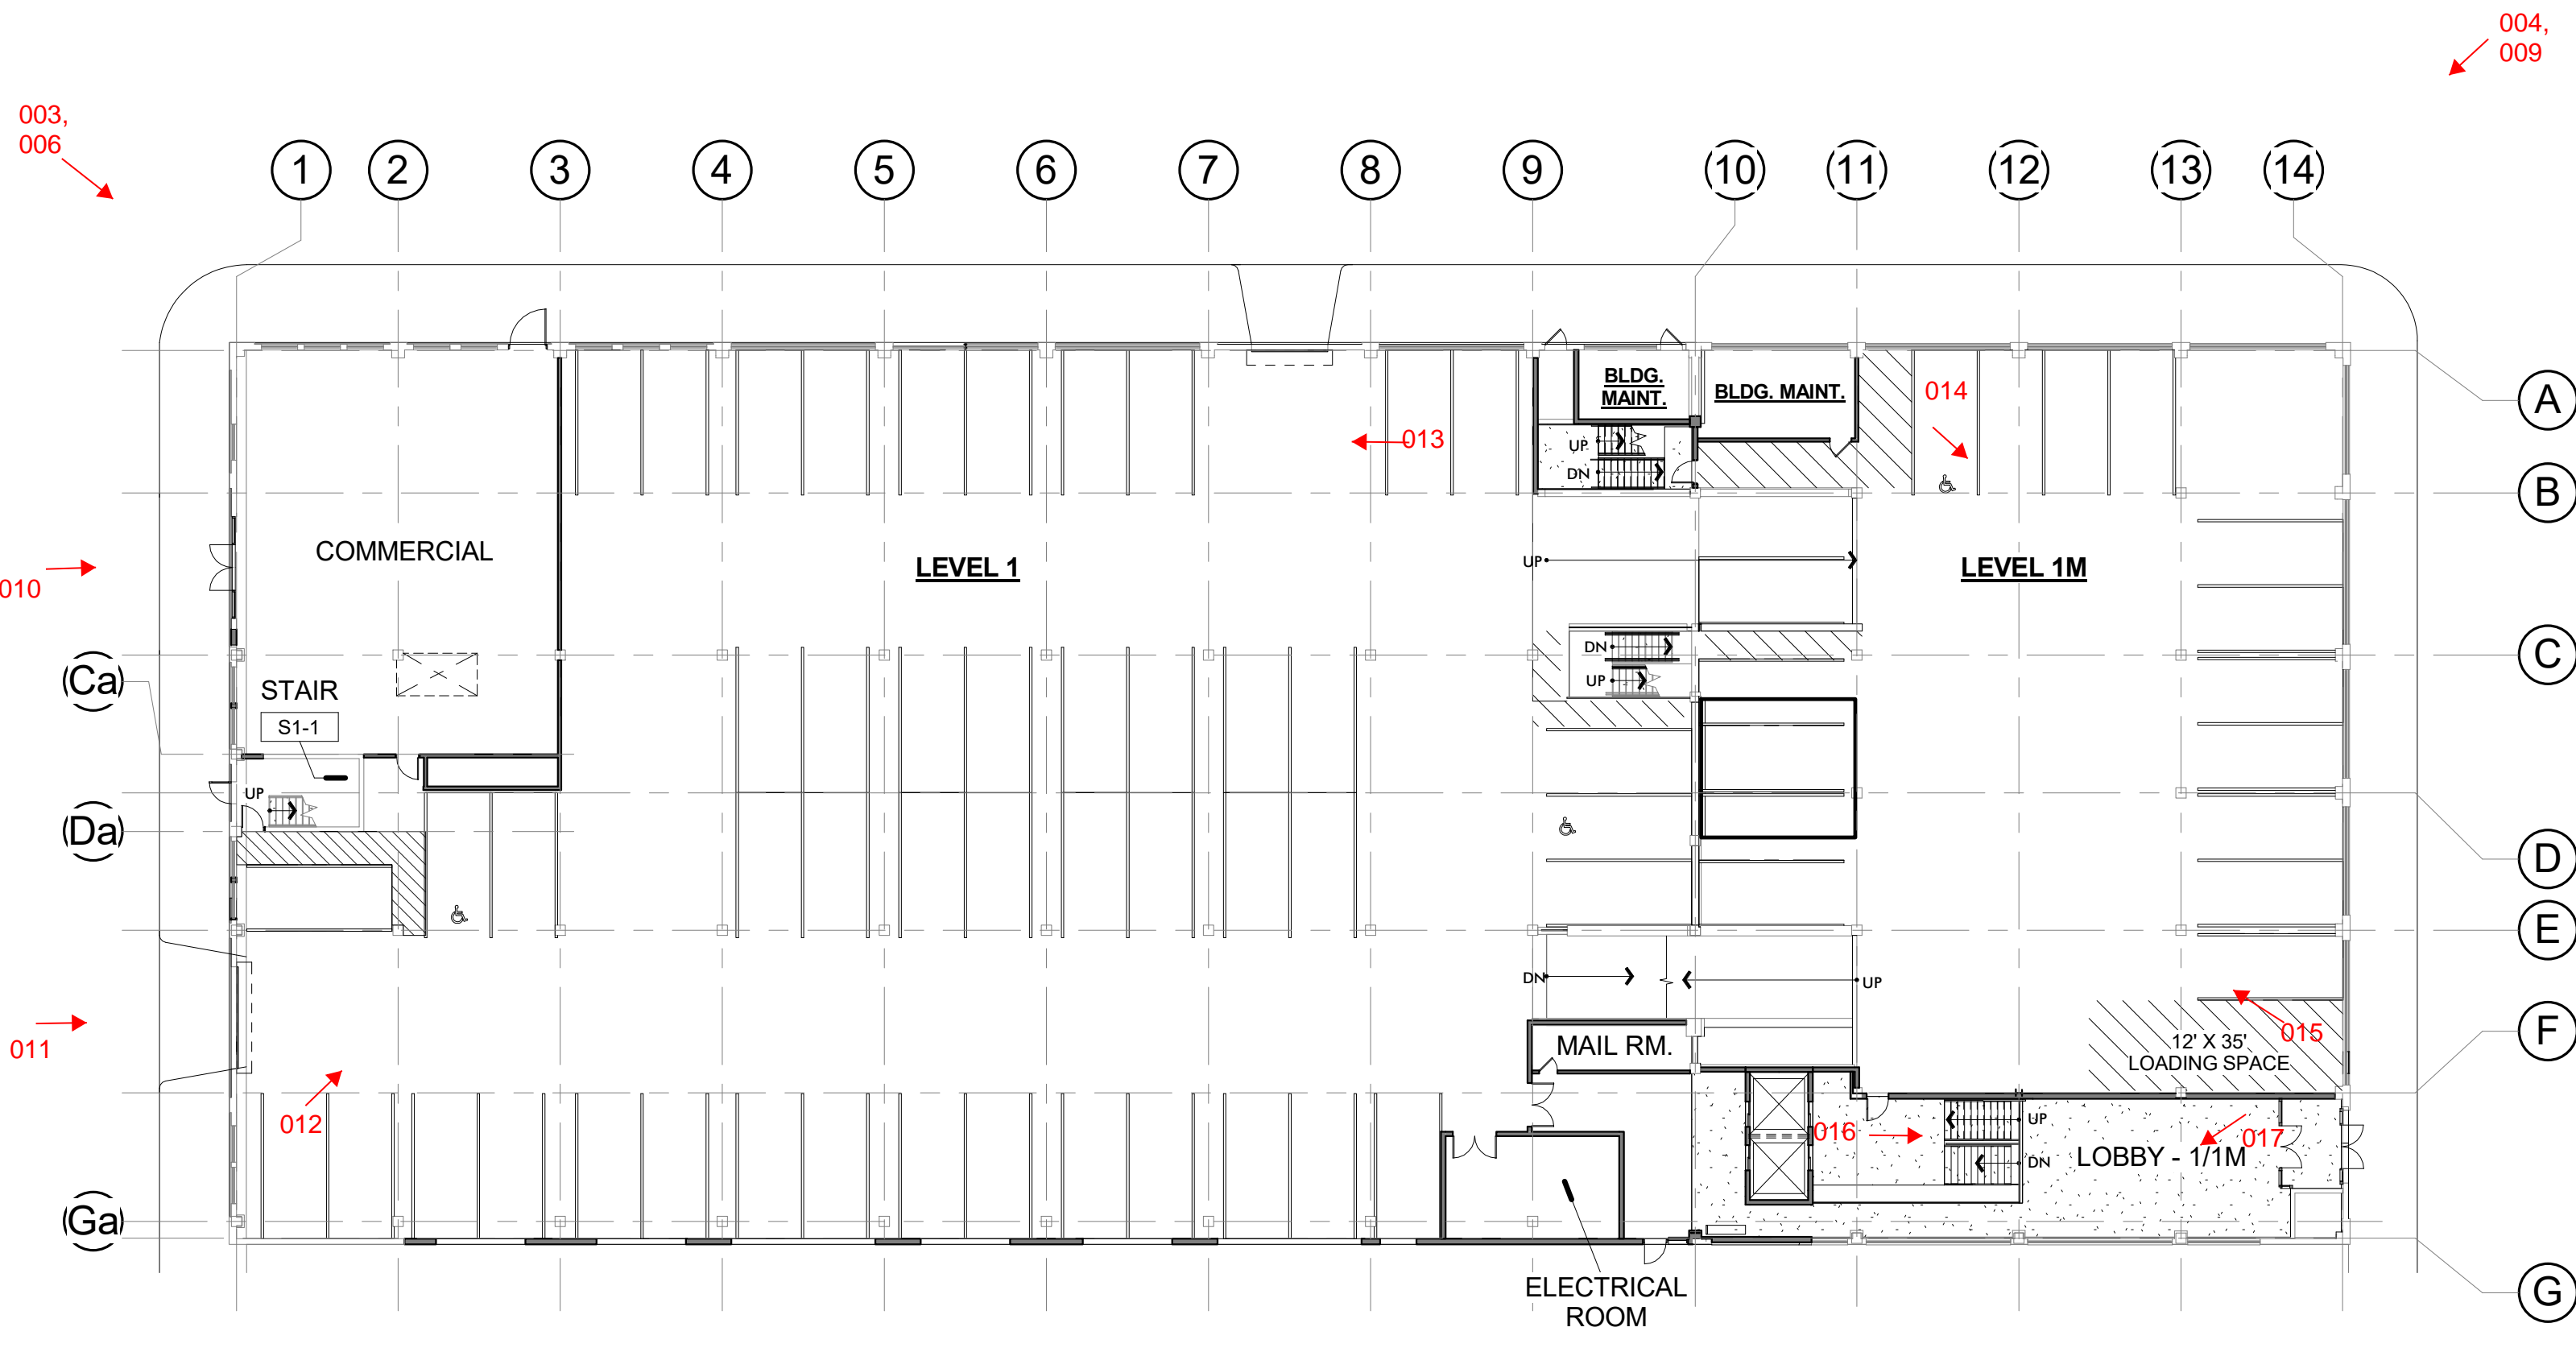 004,
009
003,
006
1 2 3 4 5 6 7 8 9 10 11 12 13 14
A
BLDG.
MAINT.
BLDG. MAINT.
014
013
UP
DN
B
COMMERCIAL
LEVEL 1
UP
LEVEL 1M
010
DN
C
Ca
STAIR
UP
S1-1
UP
Da
D
E
DN
UP
011
F
MAIL RM.
015
12' X 35'
LOADING SPACE
012
016
UP
017
DN
LOBBY - 1/1M
Ga
ELECTRICAL
ROOM
G